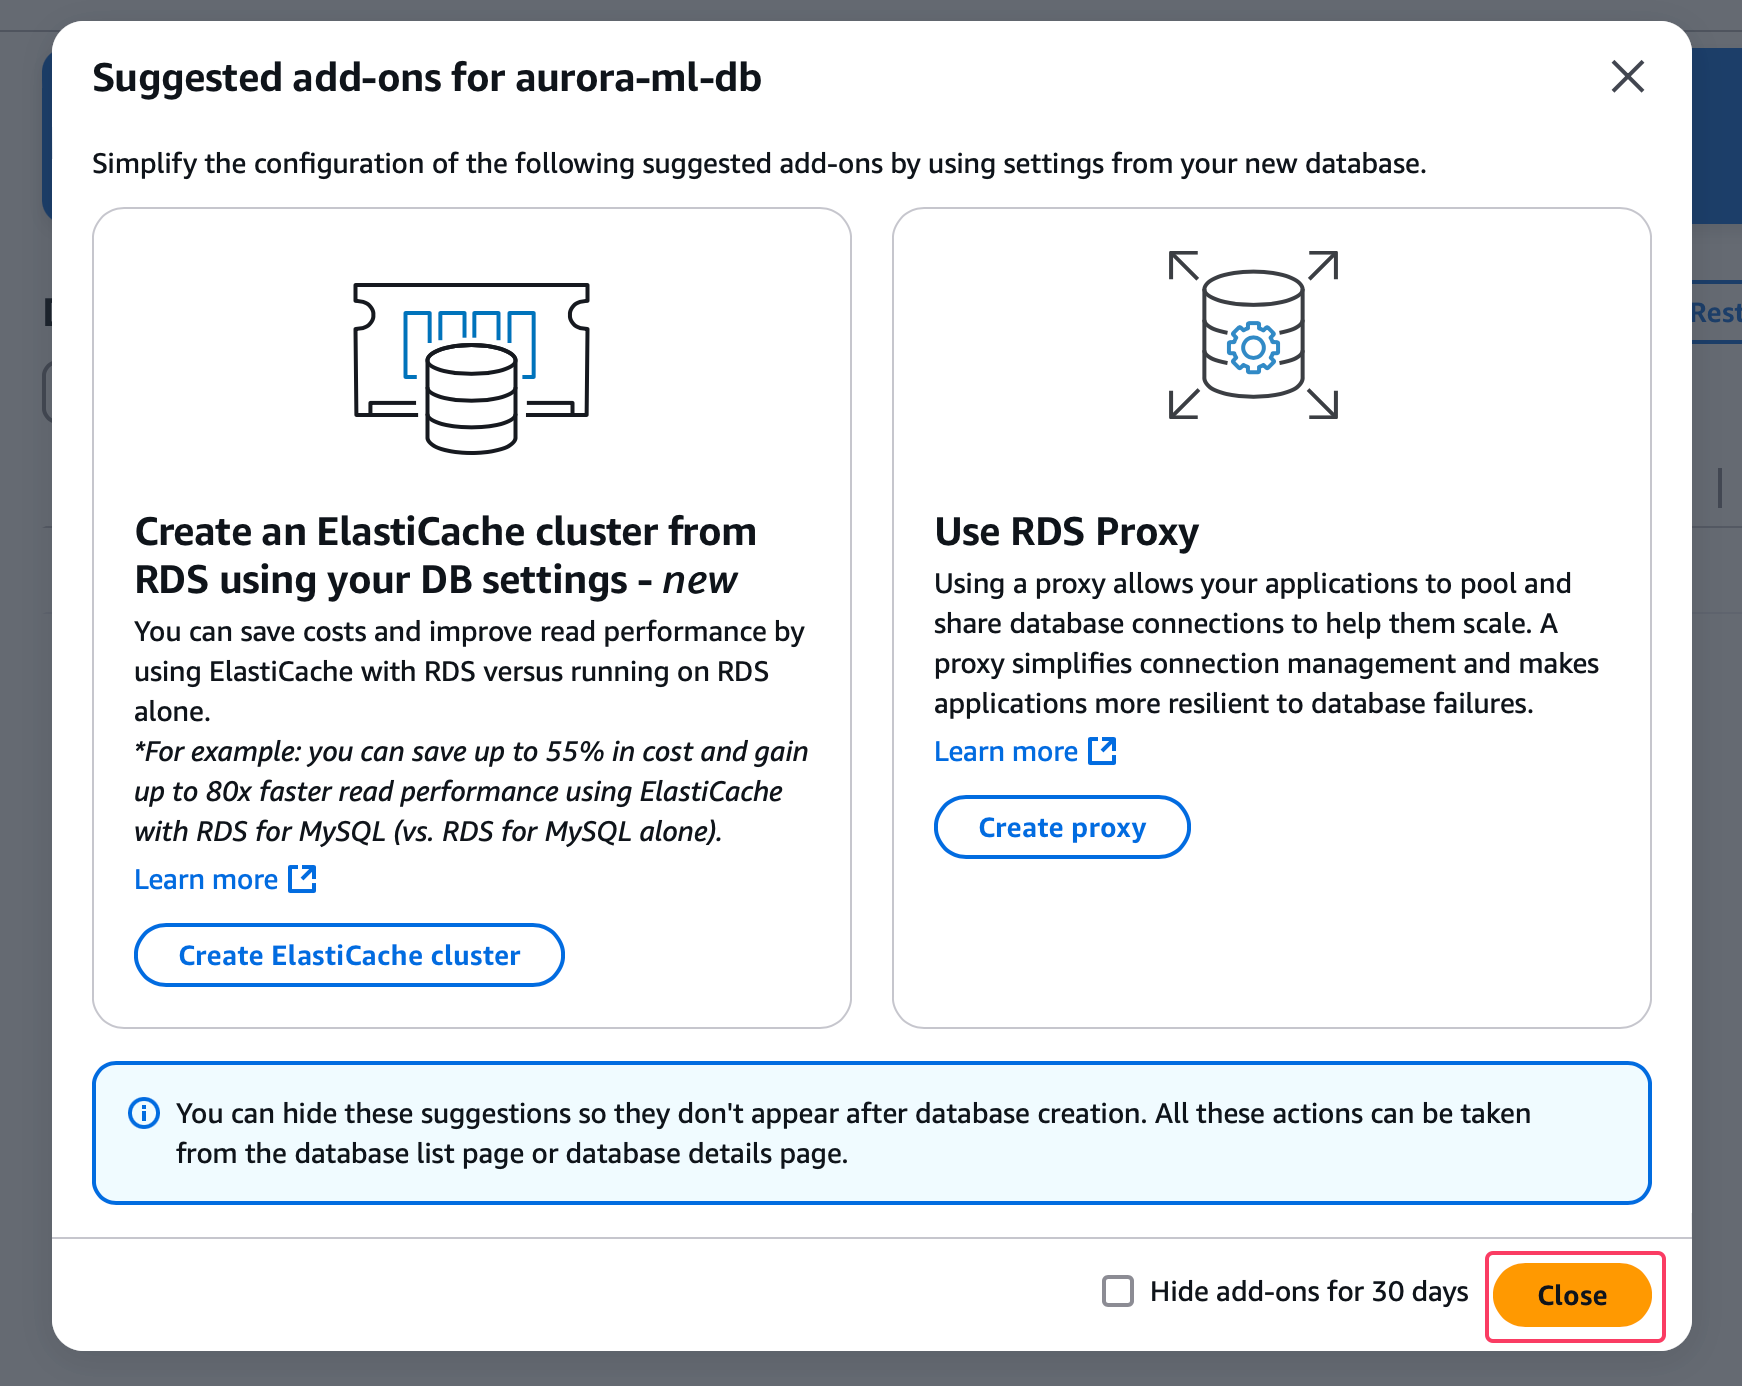 Suggested add-ons for aurora-ml-db
Simplify the configuration of the following suggested add-ons by using settings from your new database.
Create an ElastiCache cluster from
RDS using your DB settings - new
You can save costs and improve read performance by
using ElastiCache with RDS versus running on RDS
alone.
*For example: you can save up to 55% in cost and gain
up to 80x faster read performance using ElastiCache
with RDS for MySQL (vs. RDS for MySQL alone).
Learn more
Create ElastiCache cluster
Use RDS Proxy
Using a proxy allows your applications to pool and
share database connections to help them scale. A
proxy simplifies connection management and makes
applications more resilient to database failures.
Learn more
Create proxy
Rest
You can hide these suggestions so they don't appear after database creation. All these actions can be taken
from the database list page or database details page.
Hide add-ons for 30 days
Close